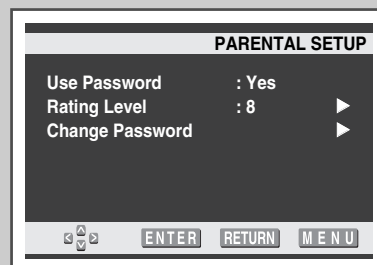 PARENTAL SETUP
Use Password : Yes
Rating Level : 8
Change Password
ENTER RETURN MENU